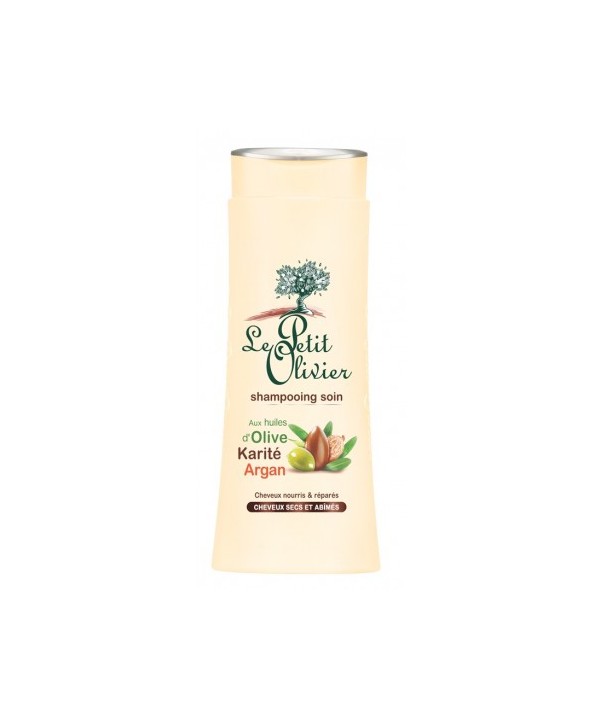 Le Petit
Olivier
shampooing soin
Aux huiles
d'Olive
Karité
Argan
Cheveux nourris & réparés
CHEVEUX SECS ET ABÎMÉS